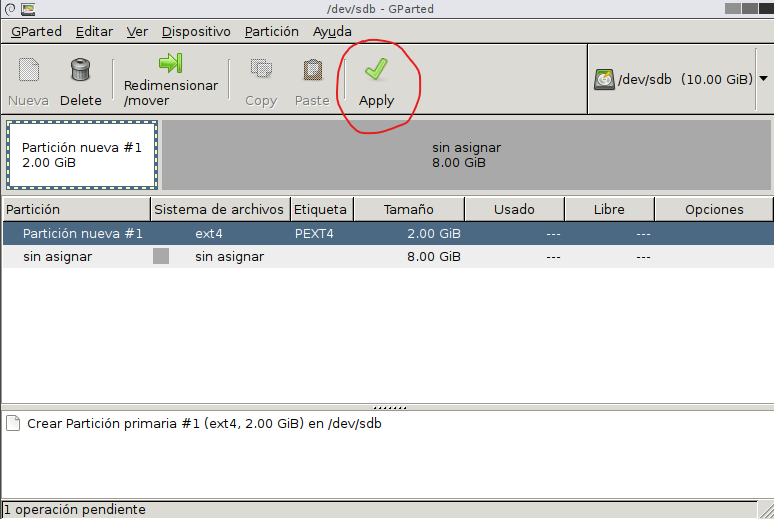 /dev/sdb - GParted
GParted Editar Ver Dispositivo Partición Ayuda
Nueva Delete Redimensionar/mover Copy Paste Apply /dev/sdb (10.00 GiB)
Partición nueva #1 sin asignar
2.00 GiB 8.00 GiB
Partición Sistema de archivos Etiqueta Tamaño Usado Libre Opciones
Partición nueva #1 ext4 PEXT4 2.00 GiB --- ---
sin asignar sin asignar 8.00 GiB --- ---
Crear Partición primaria #1 (ext4, 2.00 GiB) en /dev/sdb
1 operación pendiente